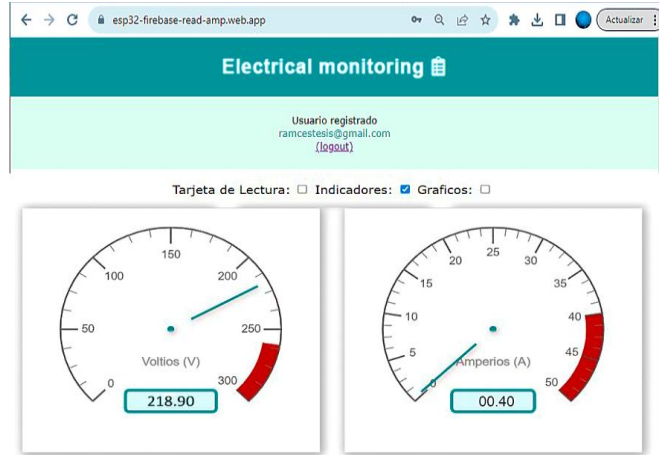 esp32-firebase-read-amp.web.app
Actualizar
Electrical monitoring
Usuario registrado
ramcestesis@gmail.com
(logout)
Tarjeta de Lectura: Indicadores: Graficos:
0
50
100
150
200
250
300
Voltios (V)
218.90
0
5
10
15
20
25
30
35
40
45
50
Amperios (A)
00.40